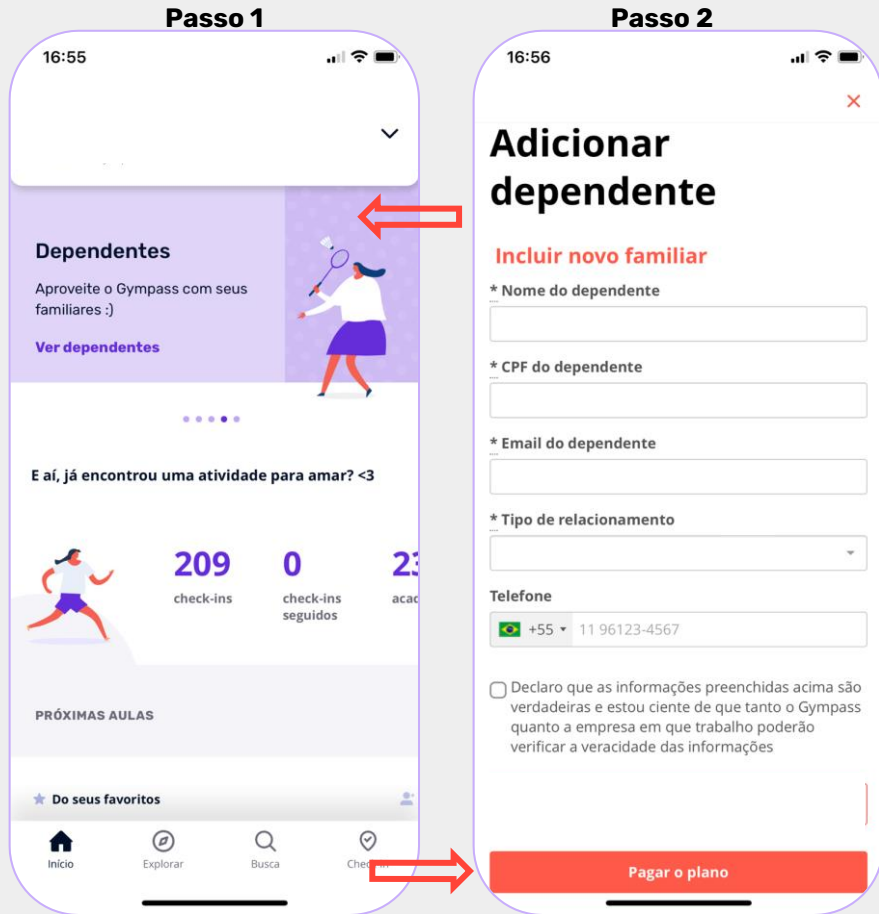 Passo 1
16:55
Dependentes
Aproveite o Gympass com seus
familiares :)
Ver dependentes
E aí, já encontrou uma atividade para amar? <3
209
check-ins
0
check-ins
seguidos
PRÓXIMAS AULAS
Do seus favoritos
Início
Explorar
Busca
Passo 2
16:56
Adicionar
dependente
Incluir novo familiar
* Nome do dependente
* CPF do dependente
* Email do dependente
* Tipo de relacionamento
Telefone
+55
11 96123-4567
Declaro que as informações preenchidas acima são
verdadeiras e estou ciente de que tanto o Gympass
quanto a empresa em que trabalho poderão
verificar a veracidade das informações
Pagar o plano